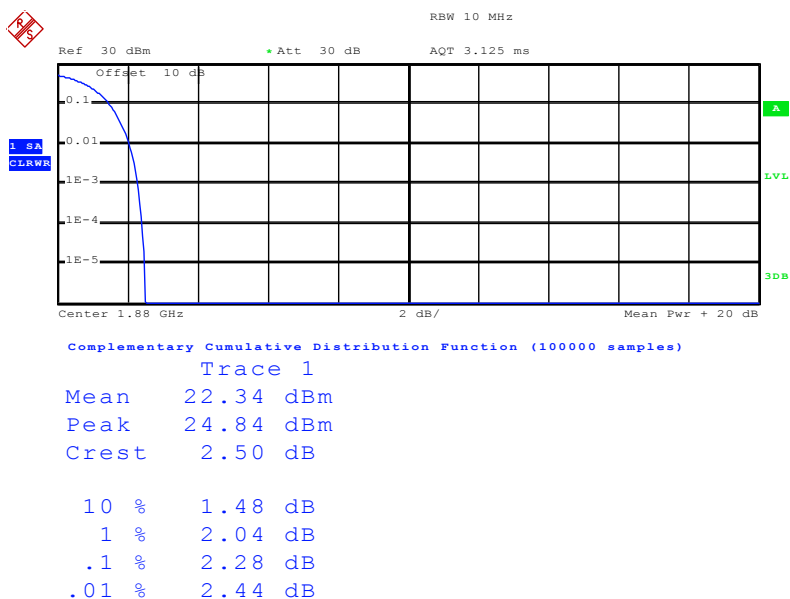 RBW 10 MHz
R S
Ref 30 dBm * Att 30 dB AQT 3.125 ms
Offset 10 dB
0.1
A
0.01
1 SA
CLRWR
1E-3
LVL
1E-4
1E-5
3DB
Center 1.88 GHz 2 dB/ Mean Pwr + 20 dB
Complementary Cumulative Distribution Function (100000 samples)
Trace 1
Mean 22.34 dBm
Peak 24.84 dBm
Crest 2.50 dB
10 % 1.48 dB
1 % 2.04 dB
.1 % 2.28 dB
.01 % 2.44 dB